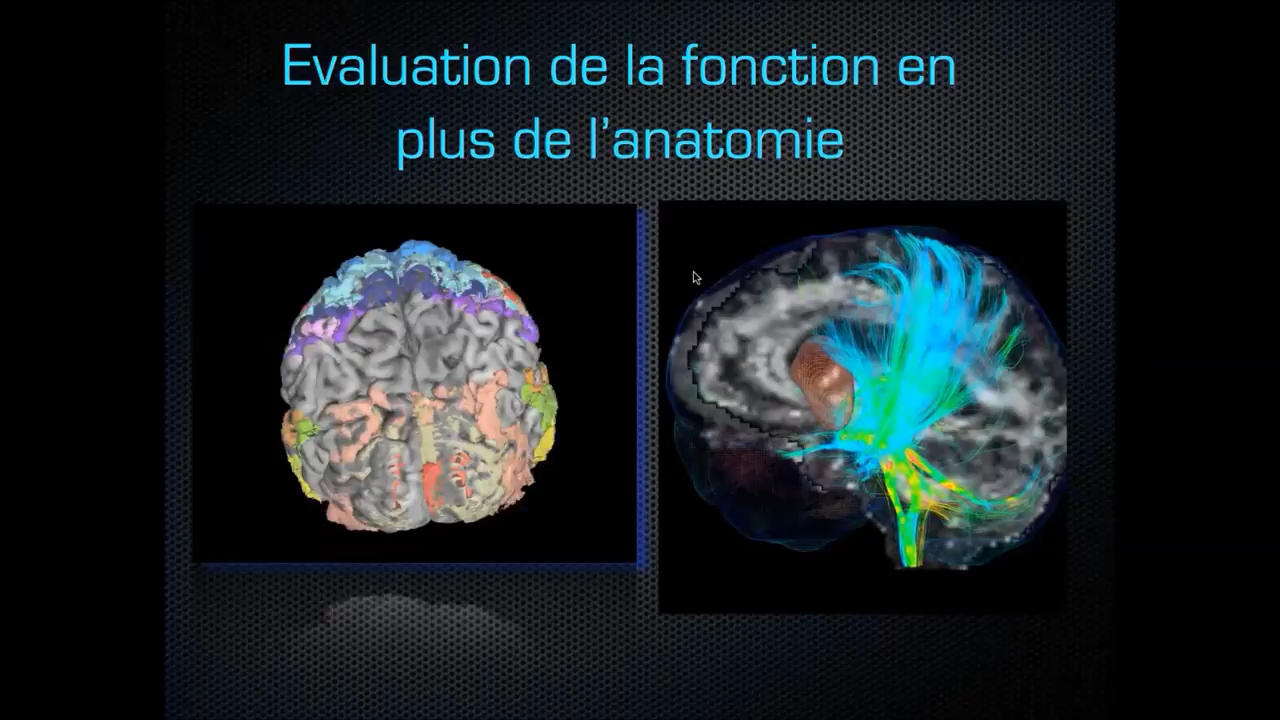 Evaluation de la fonction en
plus de l’anatomie